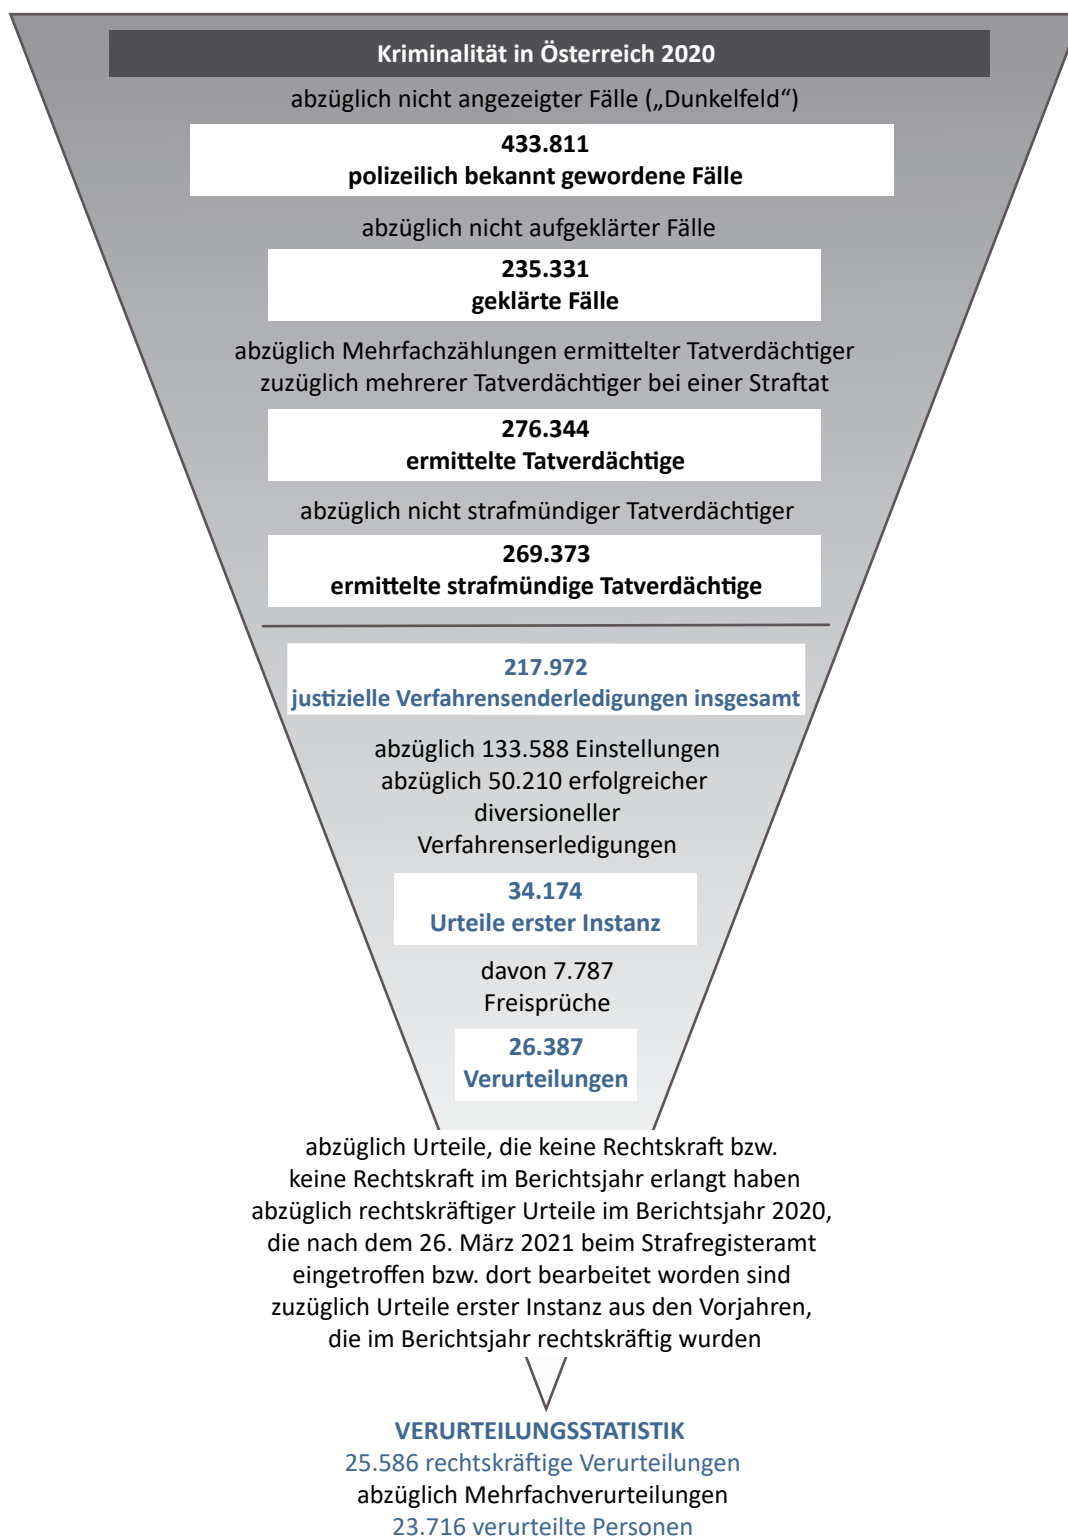 Kriminalität in Österreich 2020
abzüglich nicht angezeigter Fälle („Dunkelfeld“)
433.811
polizeilich bekannt gewordene Fälle
abzüglich nicht aufgeklärter Fälle
235.331
geklärte Fälle
abzüglich Mehrfachzählungen ermittelter Tatverdächtiger
zuzüglich mehrerer Tatverdächtiger bei einer Straftat
276.344
ermittelte Tatverdächtige
abzüglich nicht strafmündiger Tatverdächtiger
269.373
ermittelte strafmündige Tatverdächtige
217.972
justizielle Verfahrensenderledigungen insgesamt
abzüglich 133.588 Einstellungen
abzüglich 50.210 erfolgreicher
diversioneller
Verfahrenserledigungen
34.174
Urteile erster Instanz
davon 7.787
Freisprüche
26.387
Verurteilungen
abzüglich Urteile, die keine Rechtskraft bzw.
keine Rechtskraft im Berichtsjahr erlangt haben
abzüglich rechtskräftiger Urteile im Berichtsjahr 2020,
die nach dem 26. März 2021 beim Strafregisteramt
eingetroffen bzw. dort bearbeitet worden sind
zuzüglich Urteile erster Instanz aus den Vorjahren,
die im Berichtsjahr rechtskräftig wurden
VERURTEILUNGSSTATISTIK
25.586 rechtskräftige Verurteilungen
abzüglich Mehrfachverurteilungen
23.716 verurteilte Personen